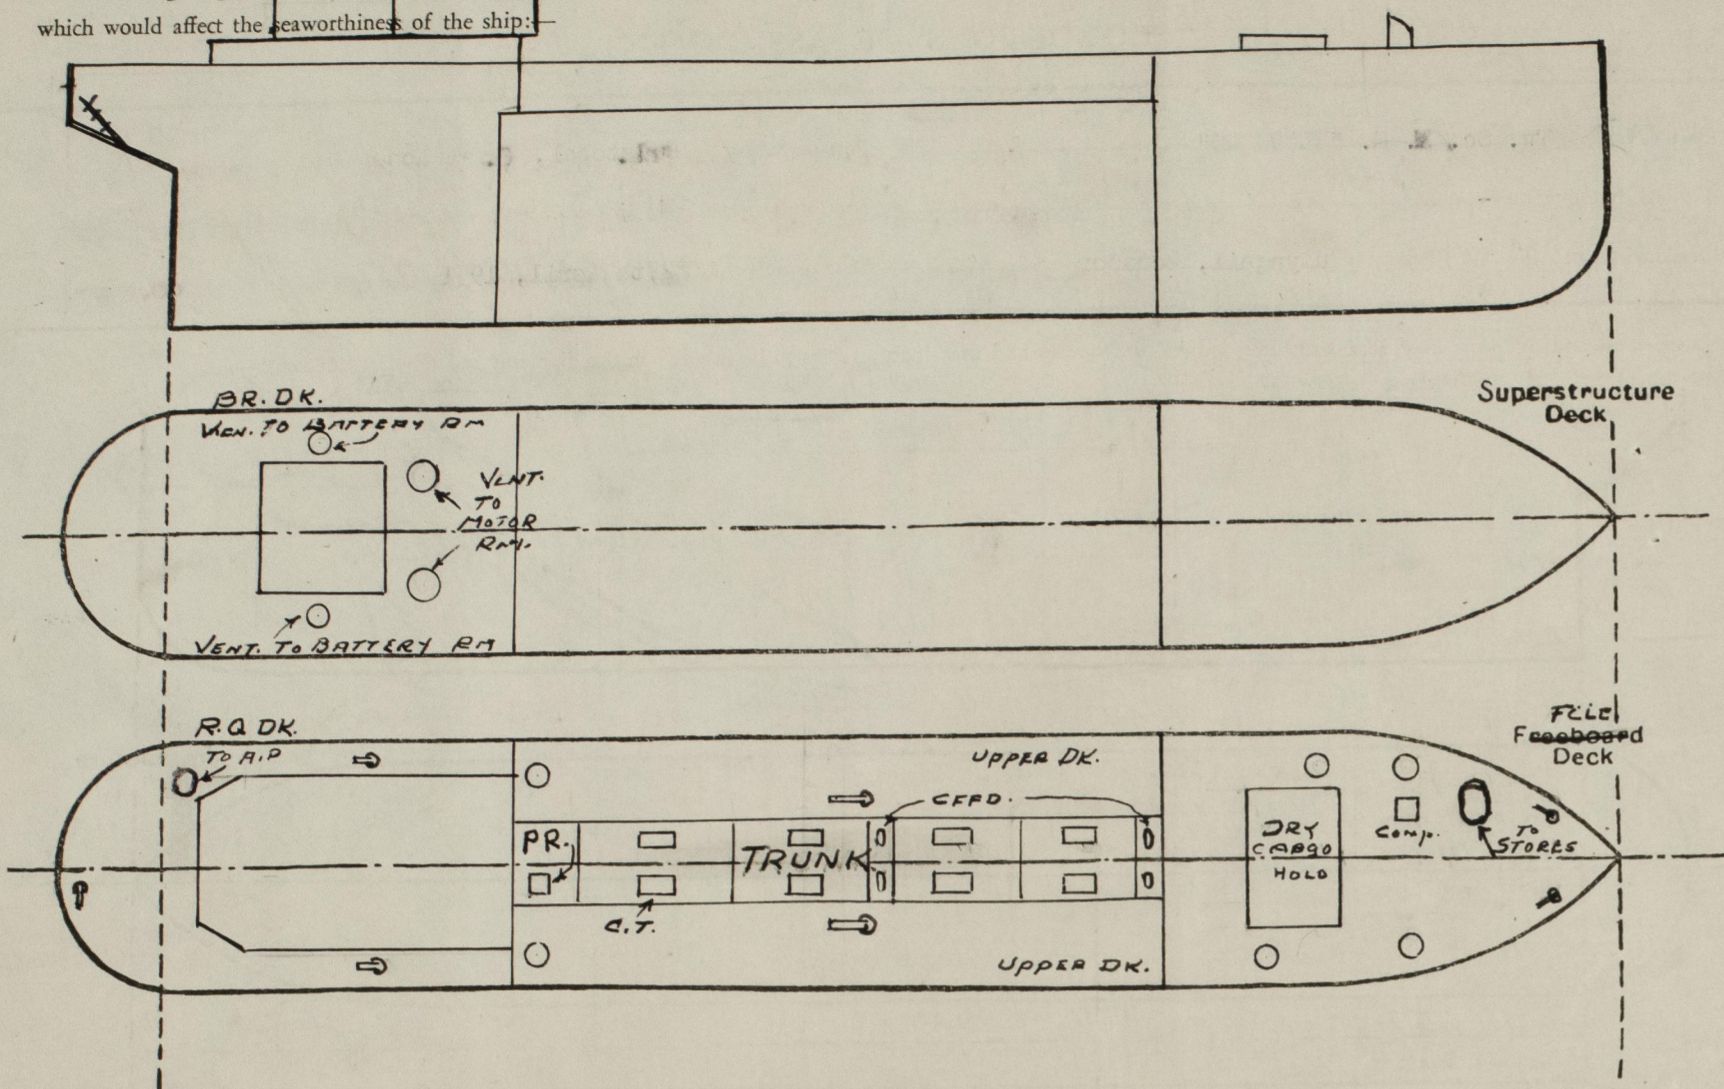 which would affect the seaworthiness of the ship:—
BR. DK.
Superstructure
Deck
VEN. TO BATTERY RM
VENT.
TO
MOTOR
RM.
VENT. TO BATTERY RM
R.Q DK.
TO A.P
FCLE
Freeboard
Deck
UPPER DK.
CFFD.
PR.
TRUNK
DRY
CARGO
HOLD
COMP.
TO
STORES
C.T.
UPPER DK.